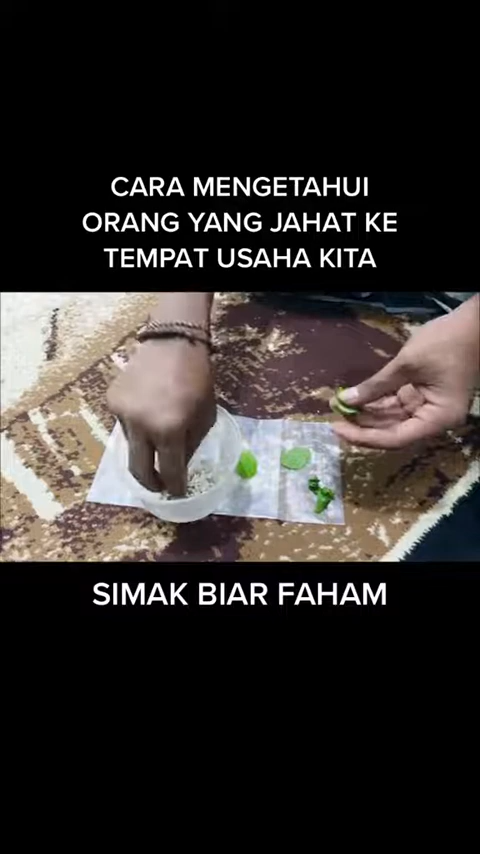 CARA MENGETAHUI
ORANG YANG JAHAT KE
TEMPAT USAHA KITA
SIMAK BIAR FAHAM